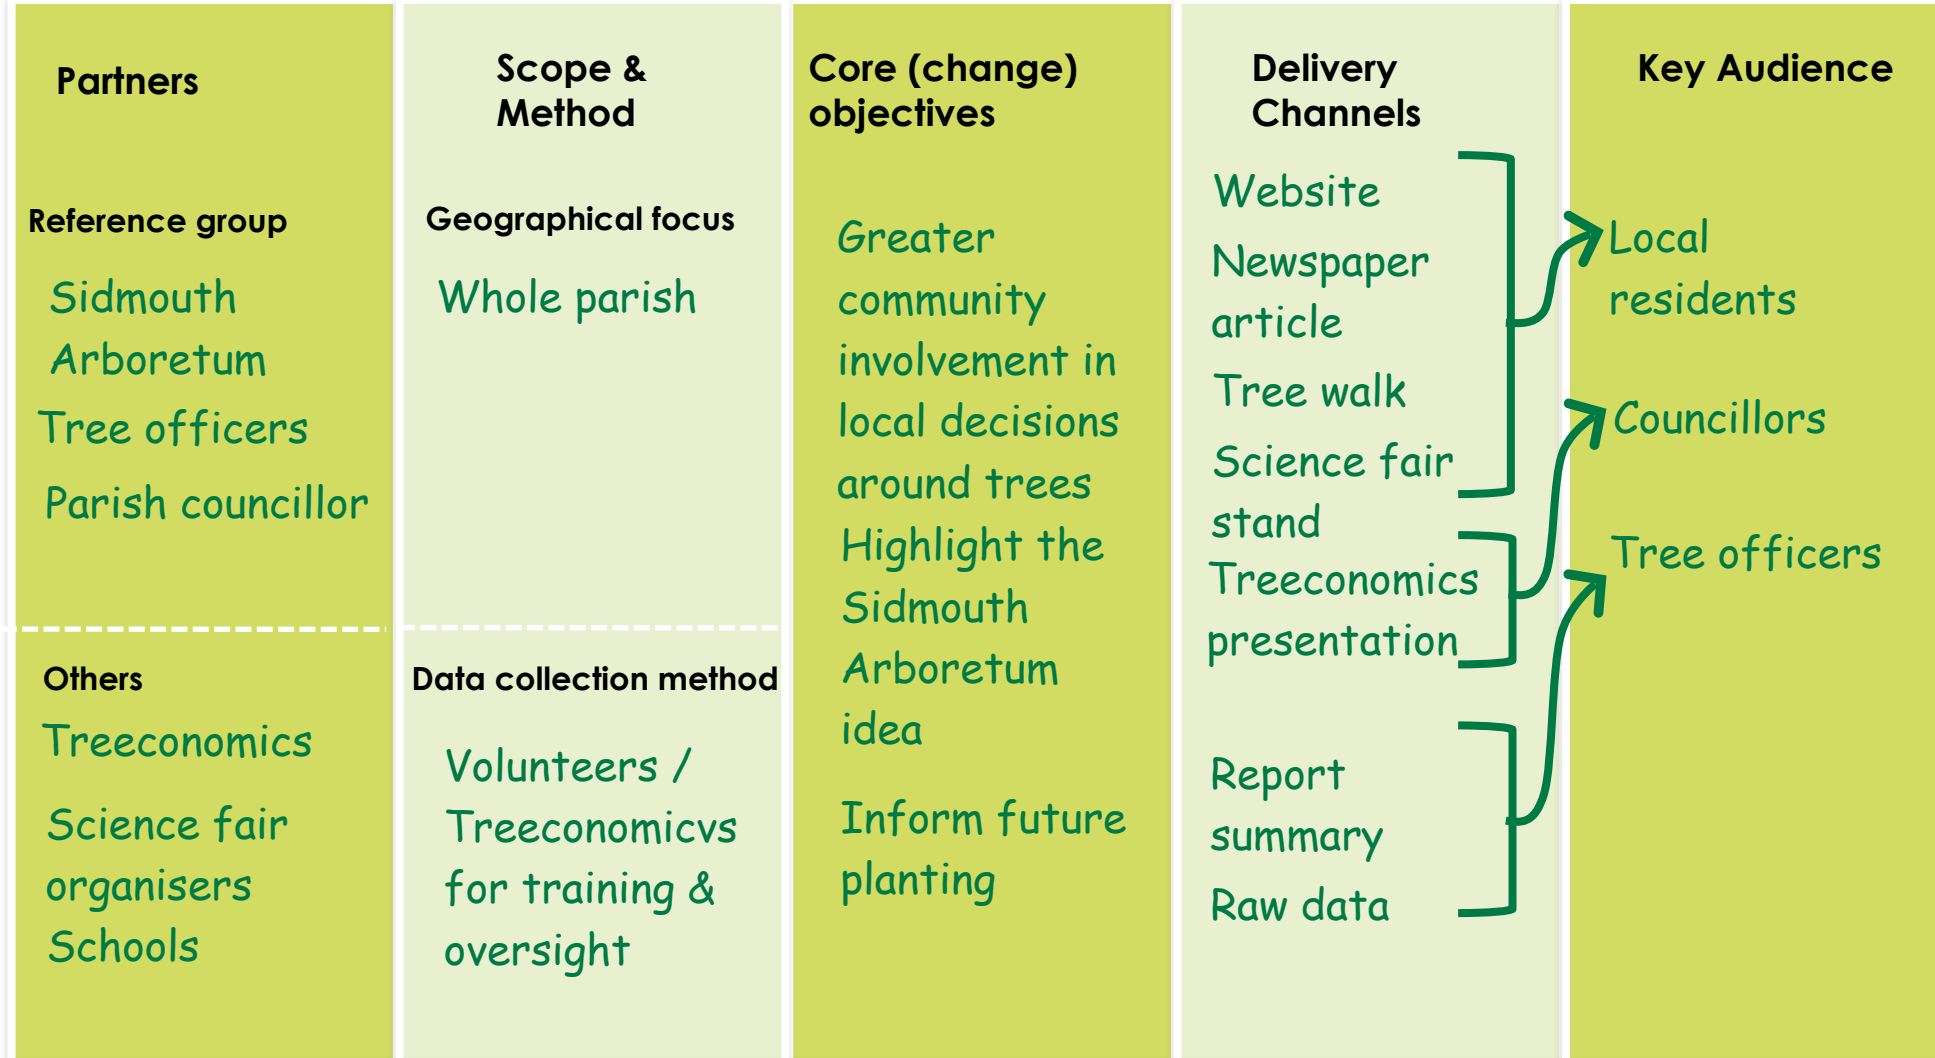 Partners
Reference group
Sidmouth
Arboretum
Tree officers
Parish councillor
Others
Treeconomics
Science fair
organisers
Schools
Scope &
Method
Geographical focus
Whole parish
Data collection method
Volunteers /
Treeconomicvs
for training &
oversight
Core (change)
objectives
Greater
community
involvement in
local decisions
around trees
Highlight the
Sidmouth
Arboretum
idea
Inform future
planting
Delivery
Channels
Website
Newspaper
article
Tree walk
Science fair
stand
Treeconomics
presentation
Report
summary
Raw data
Key Audience
Local
residents
Councillors
Tree officers